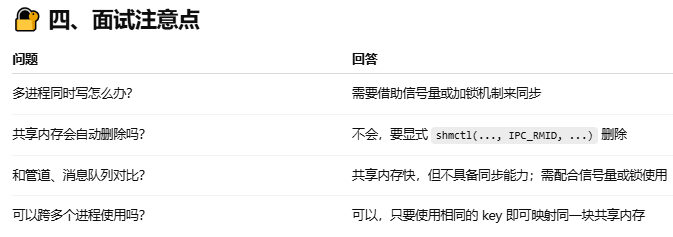 四、面试注意点
问题 回答
多进程同时写怎么办? 需要借助信号量或加锁机制来同步
共享内存会自动删除吗? 不会，要显式 shmctl(..., IPC_RMID, ...) 删除
和管道、消息队列对比? 共享内存快，但不具备同步能力；需配合信号量或锁使用
可以跨多个进程使用吗? 可以，只要使用相同的 key 即可映射同一块共享内存